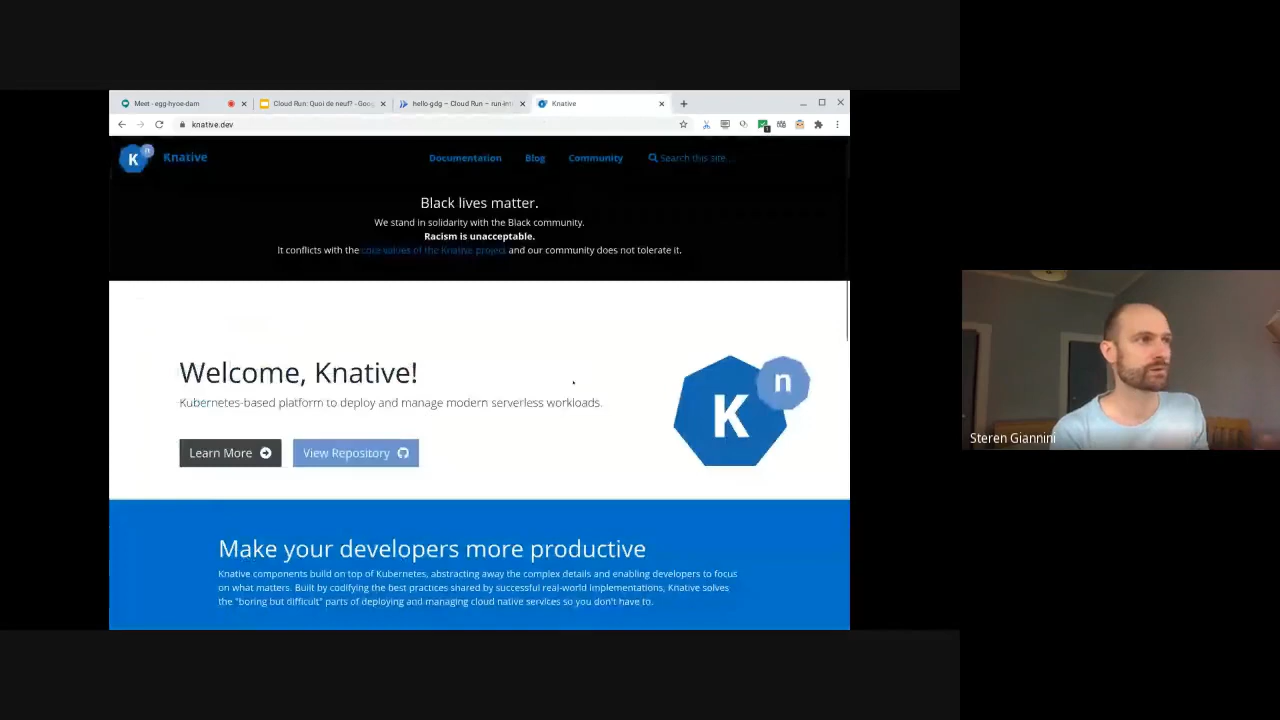 Meet - egg-hyoe-dam
Cloud Run: Quoi de neuf? - Goog
hello-gdg – Cloud Run – run-int
Knative
knative.dev
1
K n Knative
Documentation Blog Community Search this site…
Black lives matter.
We stand in solidarity with the Black community.
Racism is unacceptable.
It conflicts with the core values of the Knative project and our community does not tolerate it.
Welcome, Knative!
Kubernetes-based platform to deploy and manage modern serverless workloads.
Learn More View Repository
K n
Make your developers more productive
Knative components build on top of Kubernetes, abstracting away the complex details and enabling developers to focus
on what matters. Built by codifying the best practices shared by successful real-world implementations, Knative solves
the "boring but difficult" parts of deploying and managing cloud native services so you don't have to.
Steren Giannini